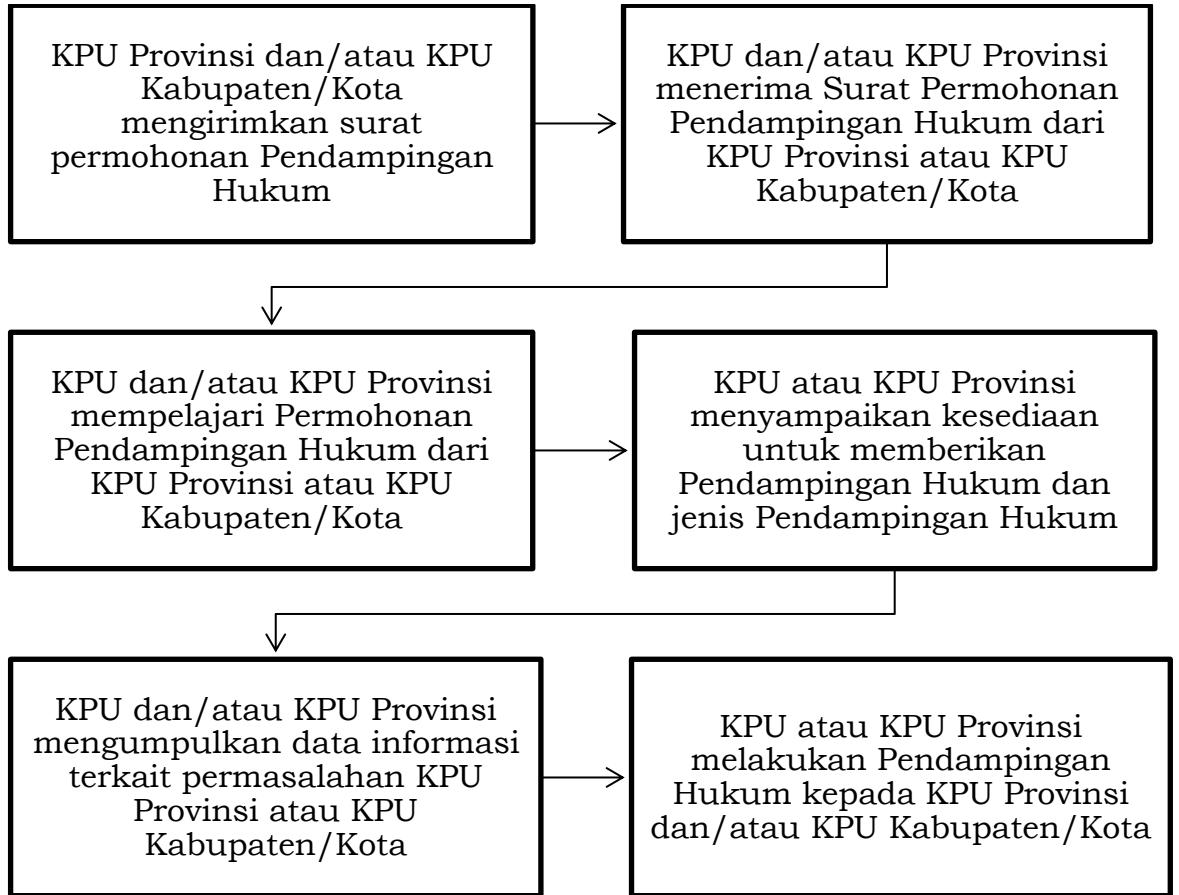 KPU Provinsi dan/atau KPU
Kabupaten/Kota
mengirimkan surat
permohonan Pendampingan
Hukum
KPU dan/atau KPU Provinsi
menerima Surat Permohonan
Pendampingan Hukum dari
KPU Provinsi atau KPU
Kabupaten/Kota
KPU dan/atau KPU Provinsi
mempelajari Permohonan
Pendampingan Hukum dari
KPU Provinsi atau KPU
Kabupaten/Kota
KPU atau KPU Provinsi
menyampaikan kesediaan
untuk memberikan
Pendampingan Hukum dan
jenis Pendampingan Hukum
KPU dan/atau KPU Provinsi
mengumpulkan data informasi
terkait permasalahan KPU
Provinsi atau KPU
Kabupaten/Kota
KPU atau KPU Provinsi
melakukan Pendampingan
Hukum kepada KPU Provinsi
dan/atau KPU Kabupaten/Kota